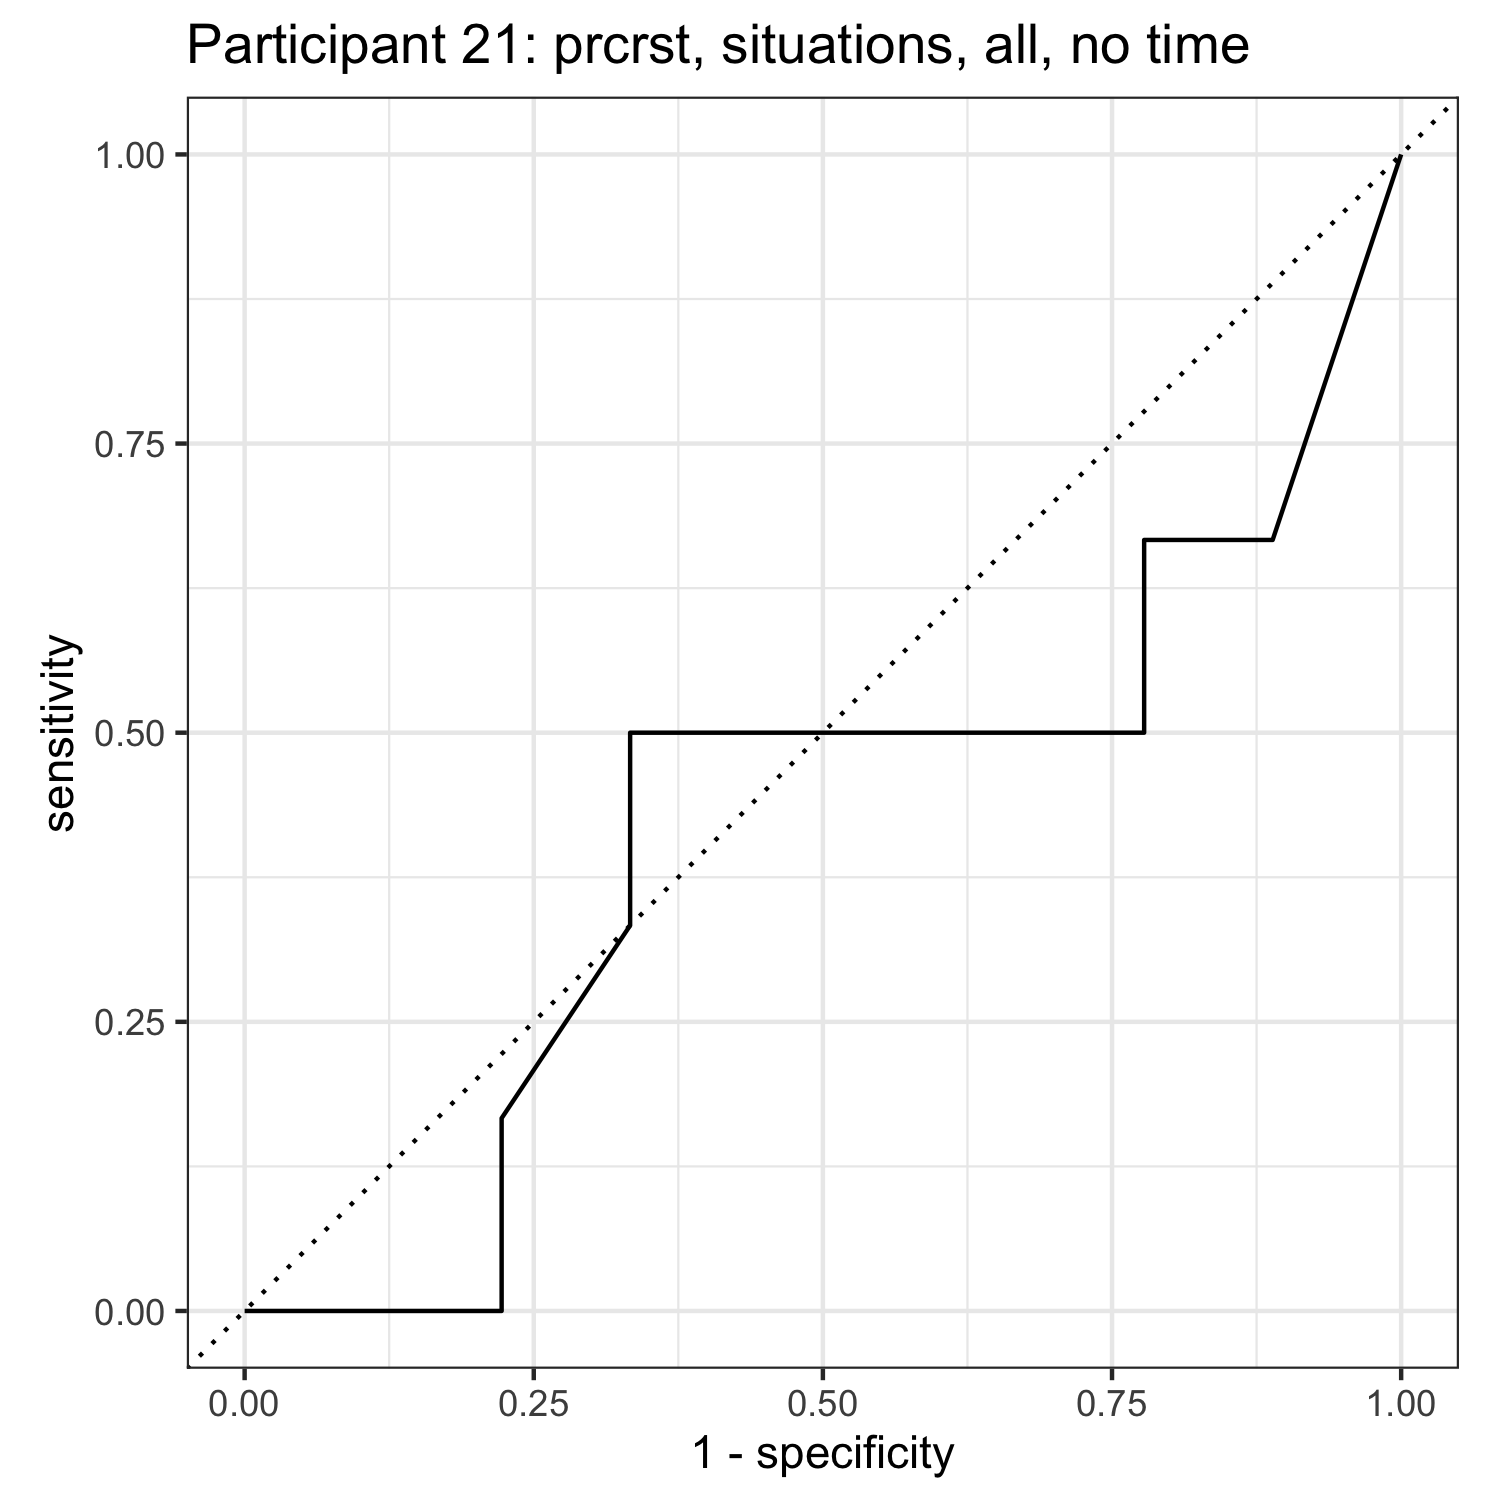 Participant 21: prcrst, situations, all, no time
1.00
0.75
0.50
0.25
0.00
sensitivity
0.00 0.25 0.50 0.75 1.00
1 - specificity